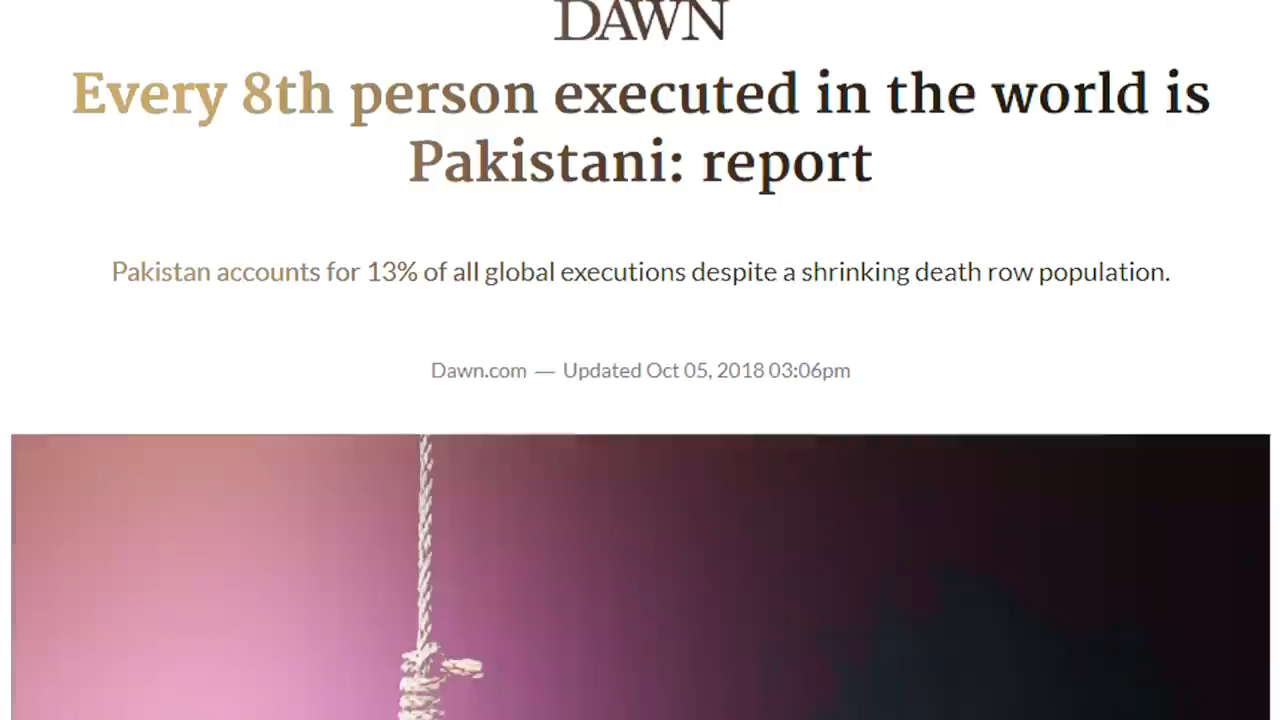 DAWN
Every 8th person executed in the world is
Pakistani: report
Pakistan accounts for 13% of all global executions despite a shrinking death row population.
Dawn.com — Updated Oct 05, 2018 03:06pm